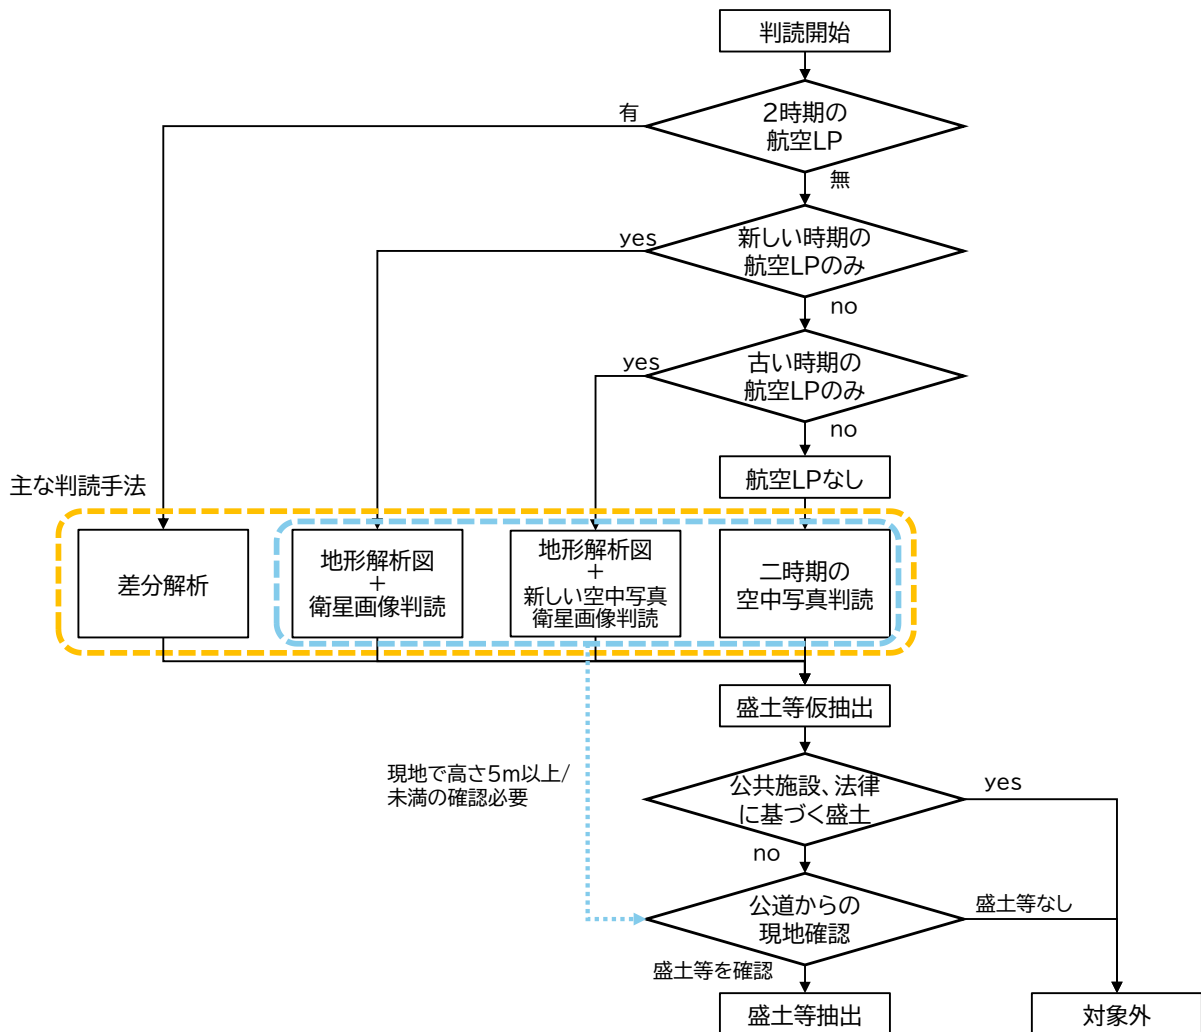 判読開始
2時期の
航空LP
有
無
新しい時期の
航空LPのみ
yes
no
古い時期の
航空LPのみ
yes
no
航空LPなし
主な判読手法
差分解析
地形解析図
+
衛星画像判読
地形解析図
+
新しい空中写真
衛星画像判読
二時期の
空中写真判読
盛土等仮抽出
現地で高さ5m以上/
未満の確認必要
公共施設、法律
に基づく盛土
yes
no
公道からの
現地確認
盛土等なし
盛土等を確認
盛土等抽出
対象外